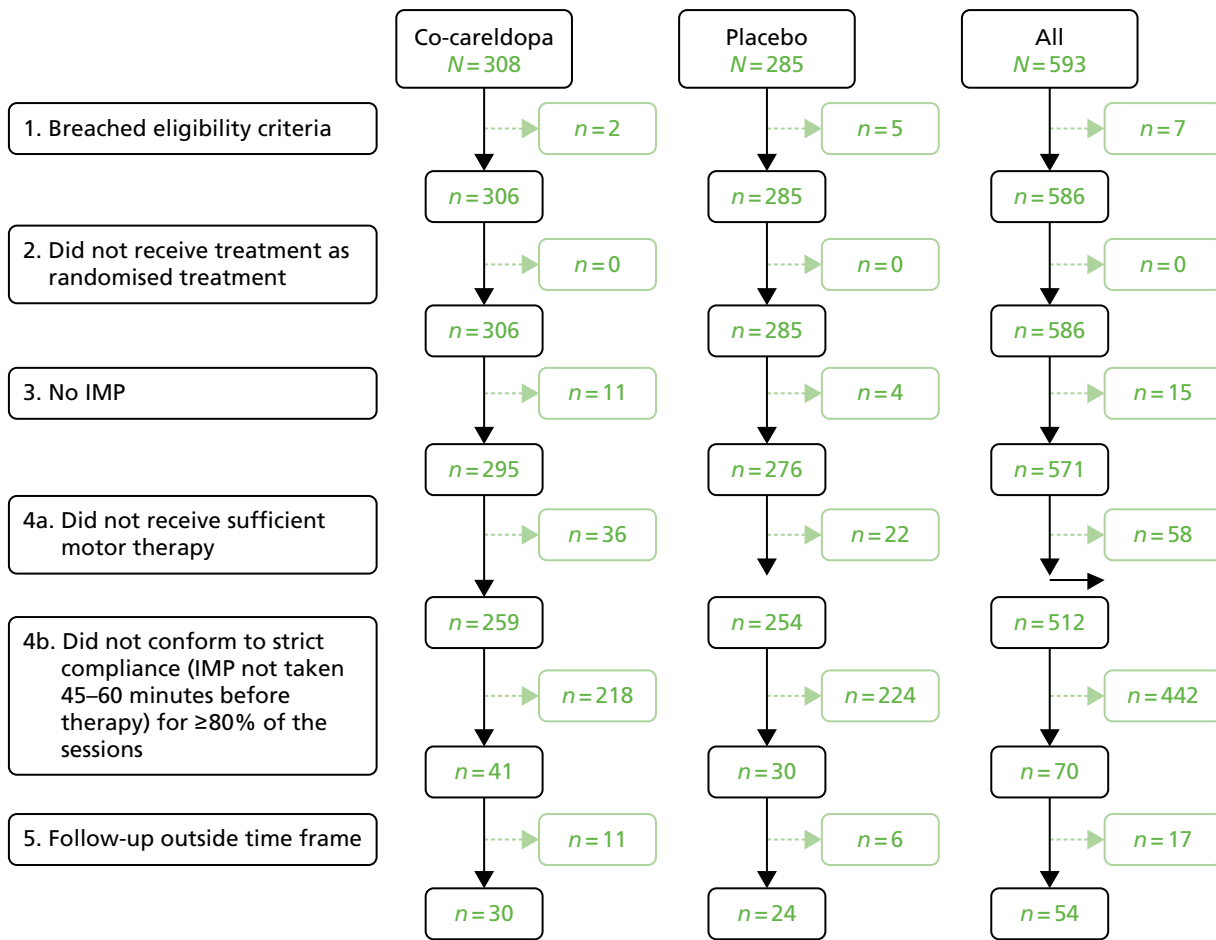 Co-careldopa
N=308
Placebo
N=285
All
N=593
1. Breached eligibility criteria
n=2
n=5
n=7
n=306
n=285
n=586
2. Did not receive treatment as
randomised treatment
n=0
n=0
n=0
n=306
n=285
n=586
3. No IMP
n=11
n=4
n=15
n=295
n=276
n=571
4a. Did not receive sufficient
motor therapy
n=36
n=22
n=58
n=259
n=254
n=512
4b. Did not conform to strict
compliance (IMP not taken
45–60 minutes before
therapy) for ≥80% of the
sessions
n=218
n=224
n=442
n=41
n=30
n=70
5. Follow-up outside time frame
n=11
n=6
n=17
n=30
n=24
n=54